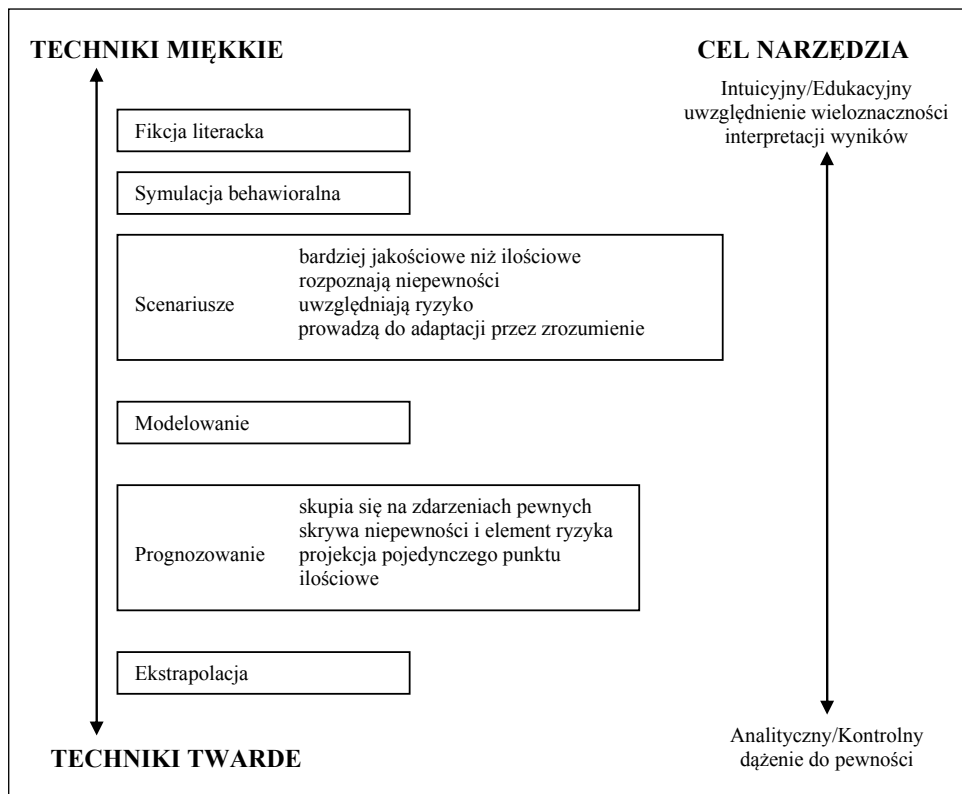 TECHNIKI MIĘKKIE
CEL NARZĘDZIA
Intuicyjny/Edukacyjny
uwzględnienie wieloznaczności
interpretacji wyników
Fikcja literacka
Symulacja behawioralna
Scenariusze
bardziej jakościowe niż ilościowe
rozpoznają niepewności
uwzględniają ryzyko
prowadzą do adaptacji przez zrozumienie
Modelowanie
Prognozowanie
skupia się na zdarzeniach pewnych
skrywa niepewności i element ryzyka
projekcja pojedynczego punktu
ilościowe
Ekstrapolacja
TECHNIKI TWARDE
Analityczny/Kontrolny
dążenie do pewności